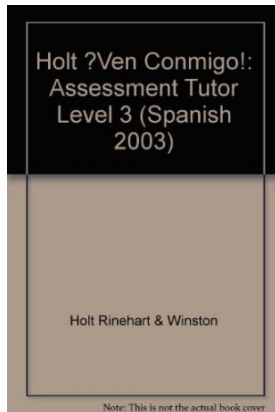 Holt ?Ven Conmigo!:
Assessment Tutor
Level 3 (Spanish
2003)
Holt Rinehart & Winston
Note: This is not the actual book cover